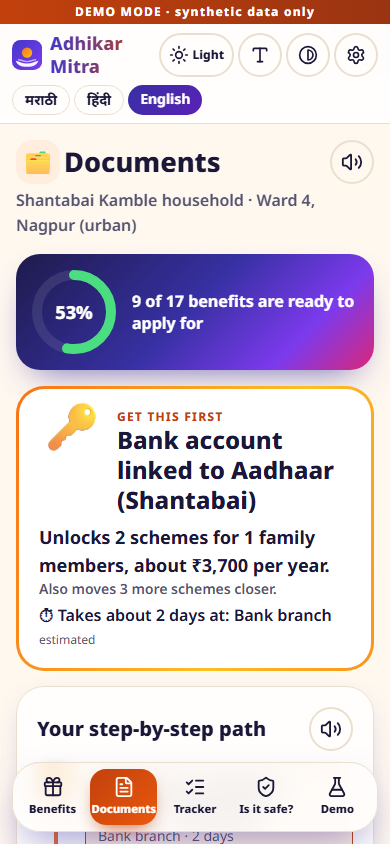 DEMO MODE · synthetic data only
Adhikar
Mitra
Light
मराठी
हिंदी
English
Documents
Shantabai Kamble household · Ward 4,
Nagpur (urban)
53%
9 of 17 benefits are ready to
apply for
GET THIS FIRST
Bank account
linked to Aadhaar
(Shantabai)
Unlocks 2 schemes for 1 family
members, about ₹3,700 per year.
Also moves 3 more schemes closer.
⏱ Takes about 2 days at: Bank branch
estimated
Your step-by-step path
Benefits
Documents
Tracker
Is it safe?
Demo
Bank branch · 2 days